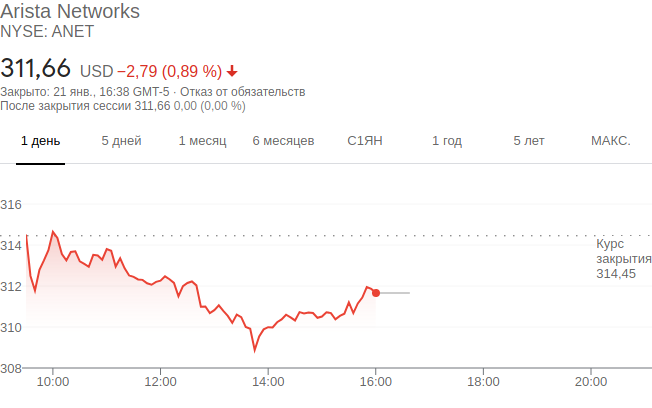 Arista Networks
NYSE: ANET
311,66 USD −2,79 (0,89 %)
Закрыто: 21 янв., 16:38 GMT-5 · Отказ от обязательств
После закрытия сессии 311,66 0,00 (0,00 %)
1 день 5 дней 1 месяц 6 месяцев С1ЯН 1 год 5 лет МАКС.
316
314
Курс
закрытия
314,45
312
310
308
10:00 12:00 14:00 16:00 18:00 20:00